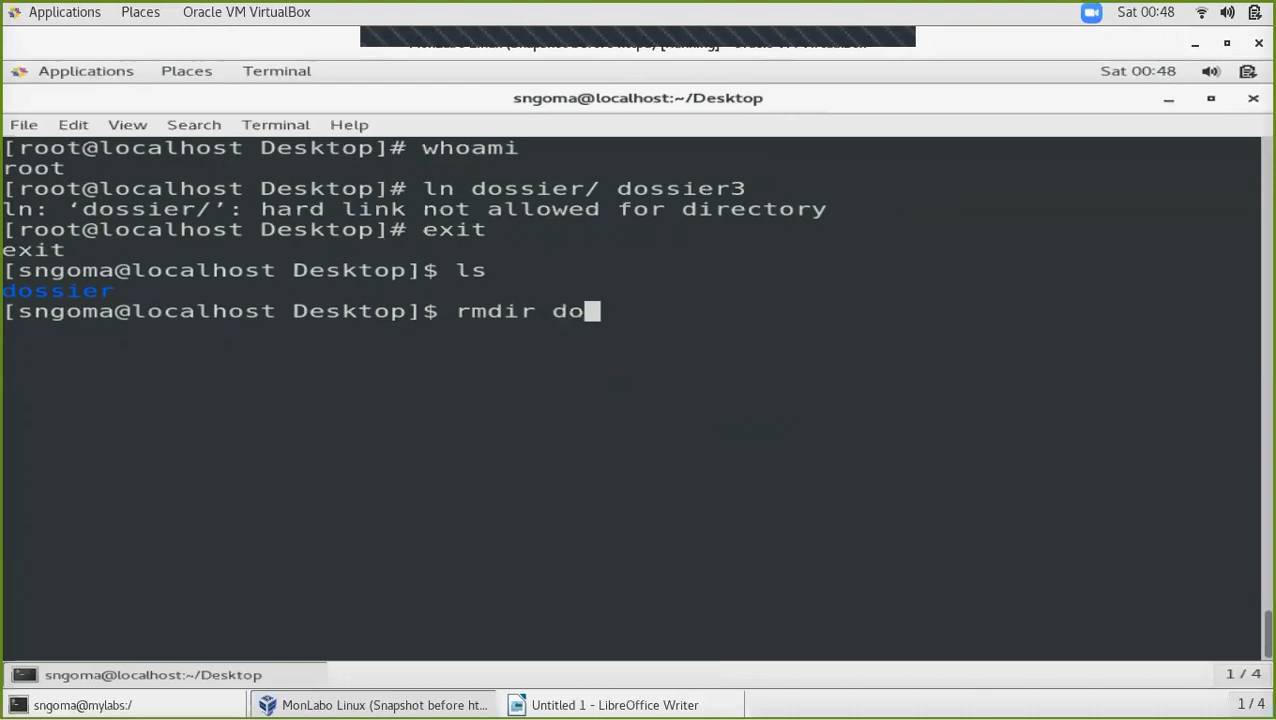 Applications Places Oracle VM VirtualBox Sat 00:48
Applications Places Terminal Sat 00:48
sngoma@localhost:~/Desktop
File Edit View Search Terminal Help
[root@localhost Desktop]# whoami
root
[root@localhost Desktop]# ln dossier/ dossier3
ln: ‘dossier/’: hard link not allowed for directory
[root@localhost Desktop]# exit
exit
[sngoma@localhost Desktop]$ ls
dossier
[sngoma@localhost Desktop]$ rmdir do
sngoma@localhost:~/Desktop 1 / 4
sngoma@mylabs:/ MonLabo Linux (Snapshot before ht... Untitled 1 - LibreOffice Writer 1 / 4